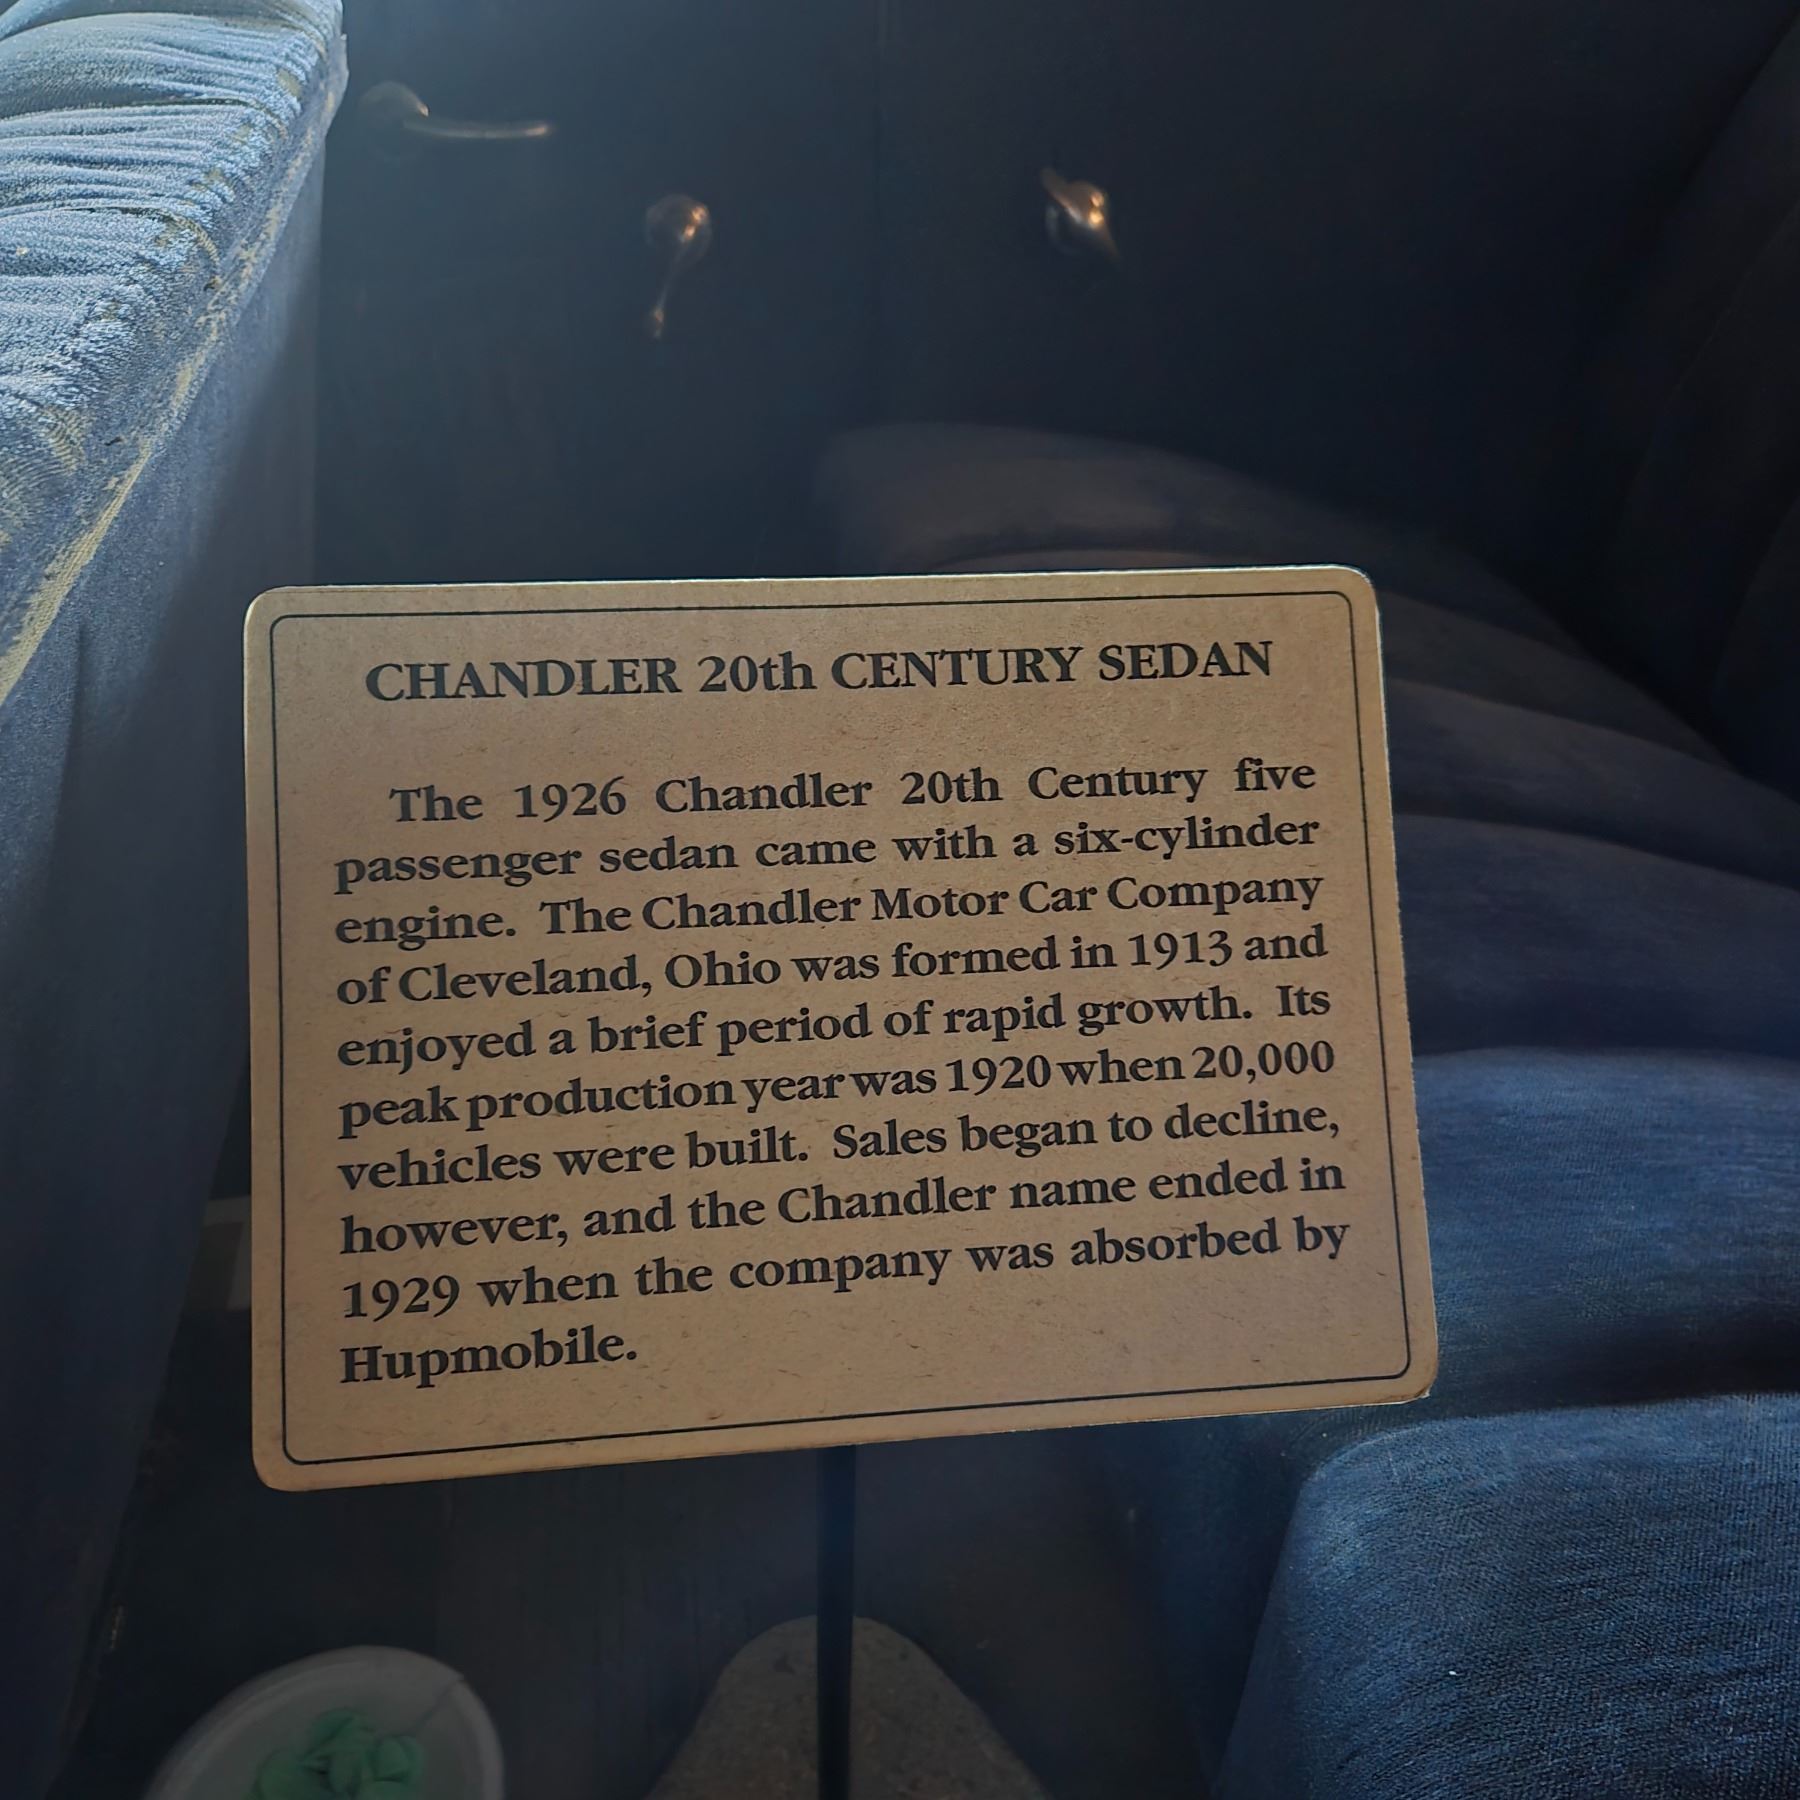 CHANDLER 20th CENTURY SEDAN
The 1926 Chandler 20th Century five
passenger sedan came with a six-cylinder
engine. The Chandler Motor Car Company
of Cleveland, Ohio was formed in 1913 and
enjoyed a brief period of rapid growth. Its
peak production year was 1920 when 20,000
vehicles were built. Sales began to decline,
however, and the Chandler name ended in
1929 when the company was absorbed by
Hupmobile.